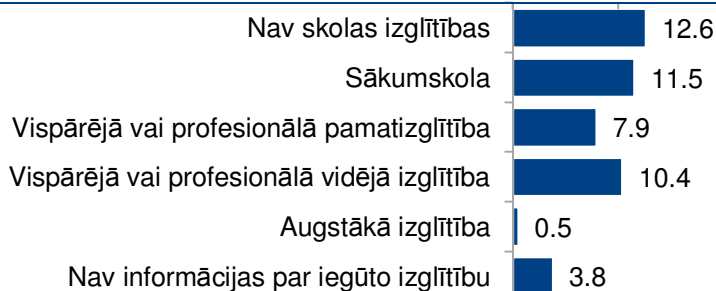 Nav skolas izglītības 12.6
Sākumskola 11.5
Vispārējā vai profesionālā pamatizglītība 7.9
Vispārējā vai profesionālā vidējā izglītība 10.4
Augstākā izglītība 0.5
Nav informācijas par iegūto izglītību 3.8